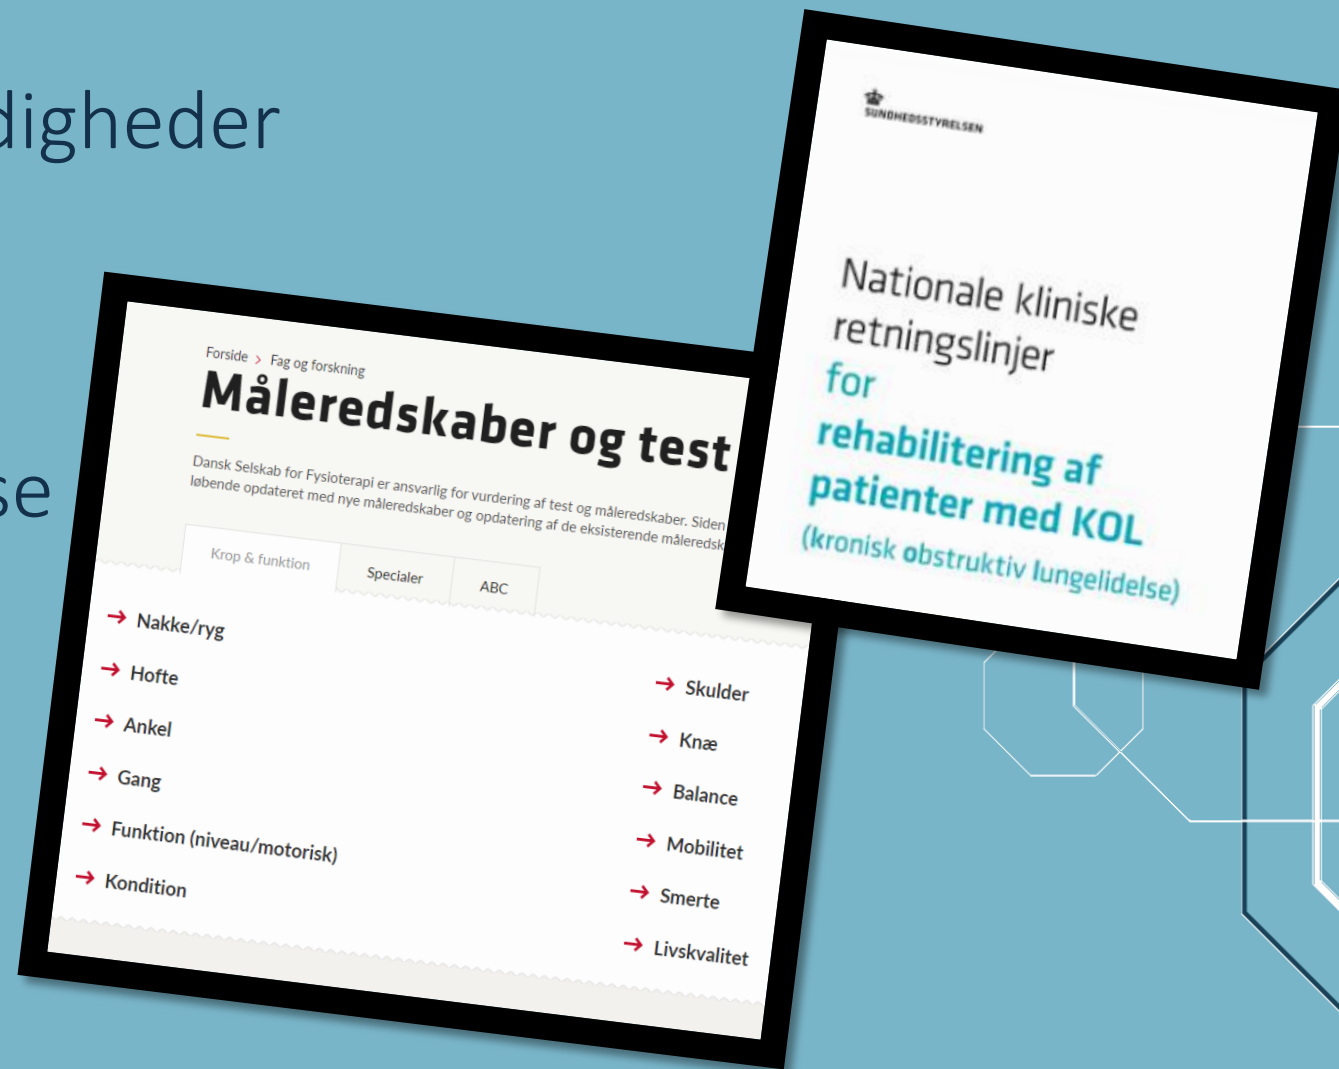 digheder
se
SUNDHEDSSTYRELSEN
Nationale kliniske
retningslinjer
for
rehabilitering af
patienter med KOL
(kronisk obstruktiv lungelidelse)
Forside > Fag og forskning
Måleredskaber og test
Dansk Selskab for Fysioterapi er ansvarlig for vurdering af test og måleredskaber. Siden
løbende opdateret med nye måleredskaber og opdatering af de eksisterende måleredsk
Krop & funktion
Specialer
ABC
→ Nakke/ryg
→ Hofte
→ Ankel
→ Gang
→ Funktion (niveau/motorisk)
→ Kondition
→ Skulder
→ Knæ
→ Balance
→ Mobilitet
→ Smerte
→ Livskvalitet